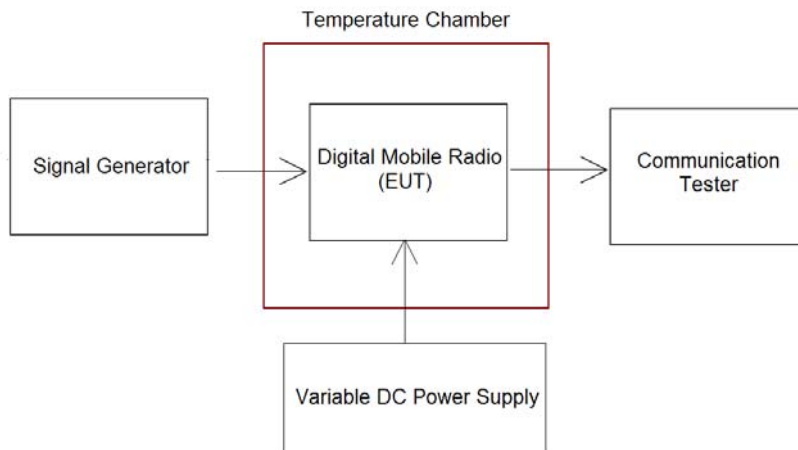 Temperature Chamber
Signal Generator
Digital Mobile Radio
(EUT)
Communication
Tester
Variable DC Power Supply